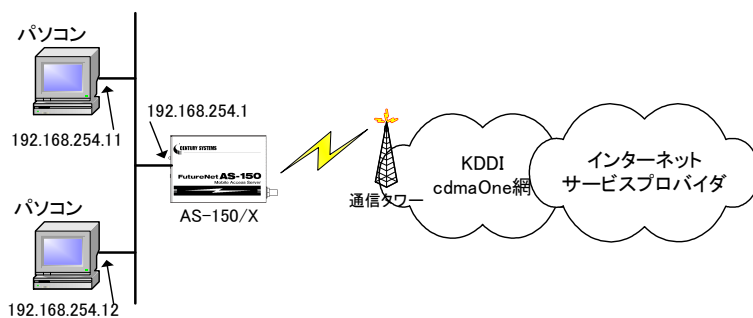 パソコン
192.168.254.11
192.168.254.1
CENTURY SYSTEMS
FutureNet AS-150
Mobile Access Server
AS-150/X
パソコン
192.168.254.12
通信タワー
KDDI
cdmaOne網
インターネット
サービスプロバイダ